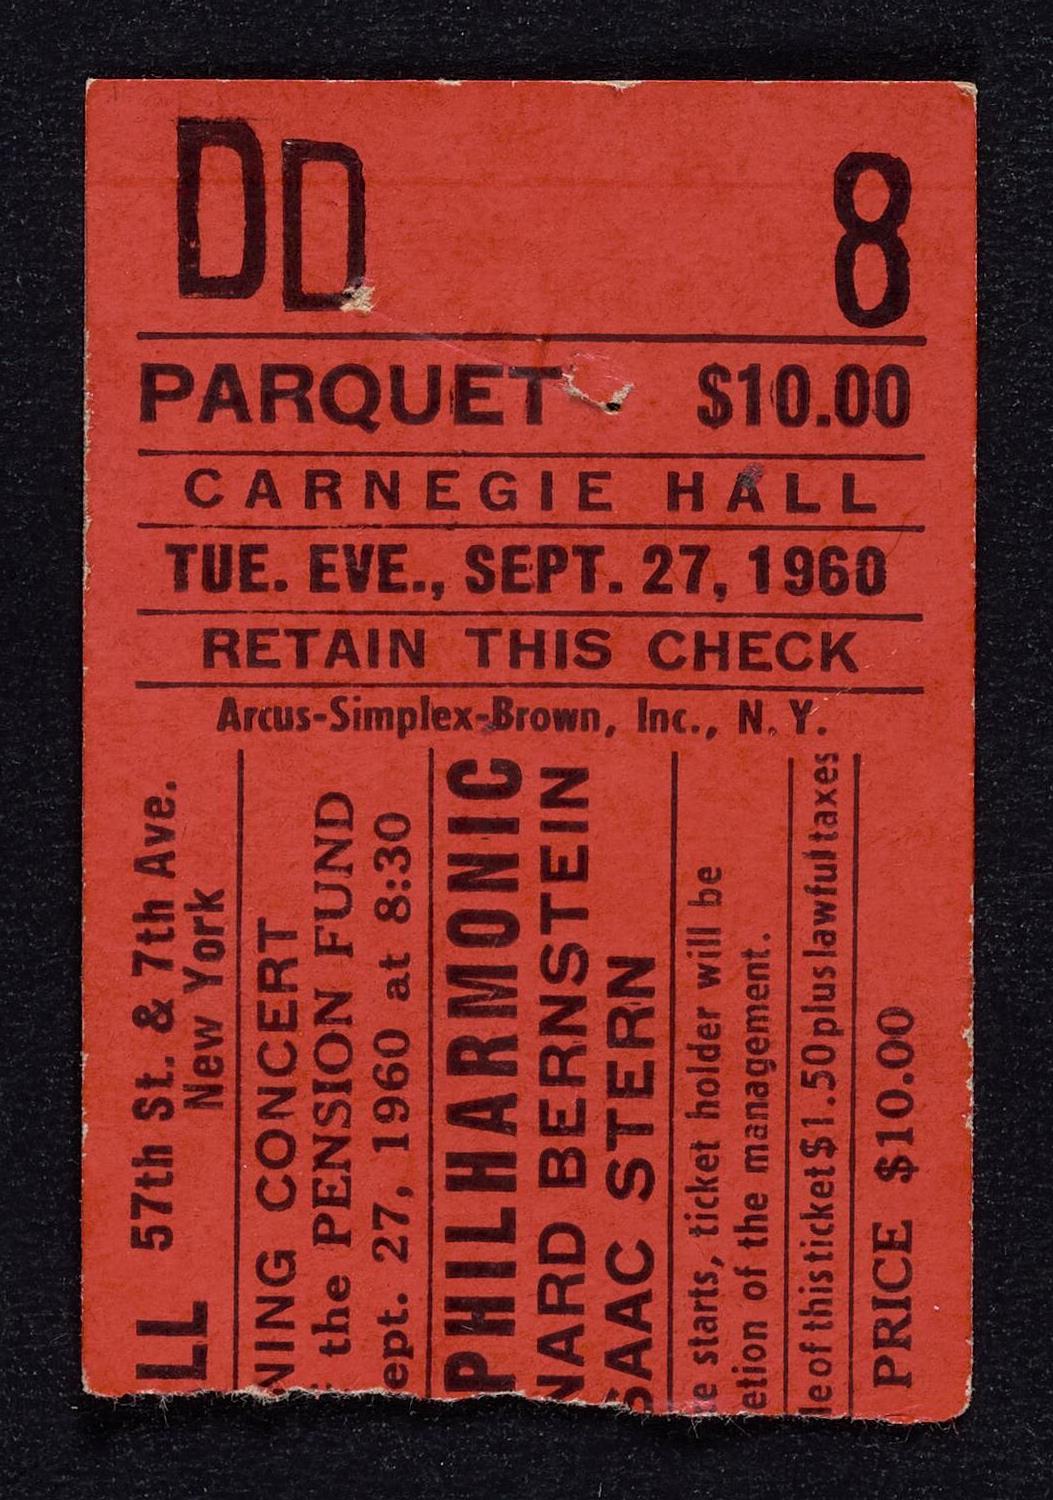 DD 8
PARQUET $10.00
CARNEGIE HALL
TUE. EVE., SEPT. 27, 1960
RETAIN THIS CHECK
Arcus-Simplex-Brown, Inc., N. Y.
LL 57th St. & 7th Ave.
New York
NING CONCERT
the PENSION FUND
ept. 27, 1960 at 8:30
PHILHARMONIC
NARD BERNSTEIN
SAAC STERN
e starts, ticket holder will be
etion of the management.
le of this ticket $1.50 plus lawful taxes
PRICE $10.00